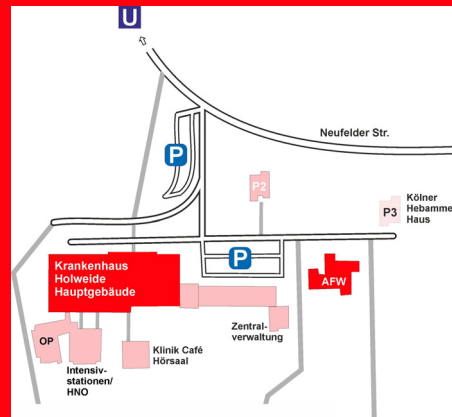 U
Neufelder Str.
P
P2
Kölner
Hebamme
Haus
P3
P
Krankenhaus
Holweide
Hauptgebäude
AFW
Zentral-
verwaltung
OP
Klinik Café
Hörsaal
Intensiv-
stationen/
HNO